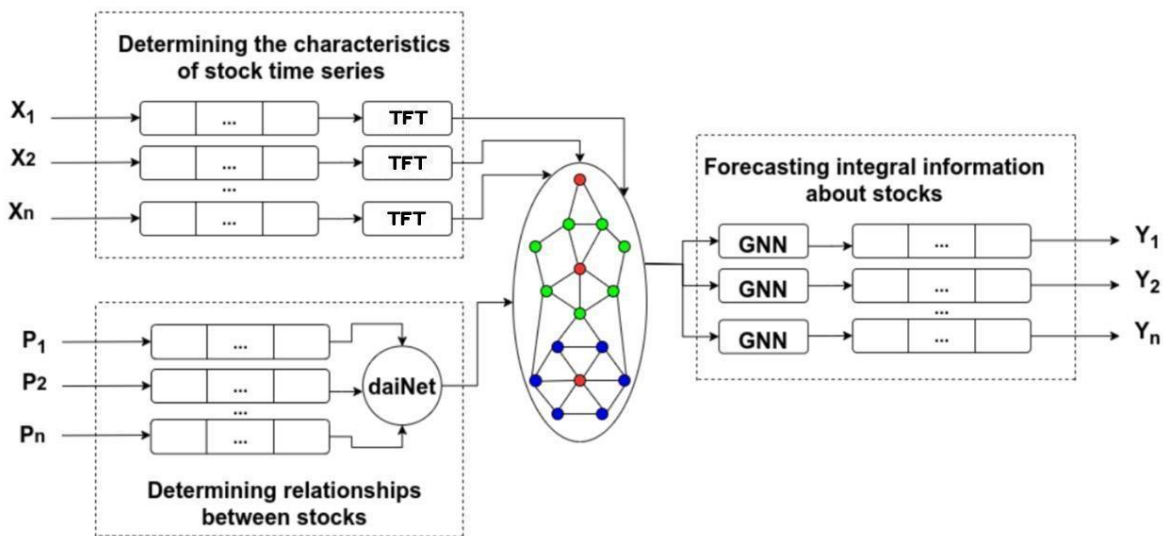 Determining the characteristics
of stock time series
X1
...
TFT
X2
...
TFT
...
Xn
...
TFT
P1
...
P2
...
daiNet
...
Pn
...
Determining relationships
between stocks
Forecasting integral information
about stocks
GNN
...
Y1
GNN
...
Y2
...
GNN
...
Yn